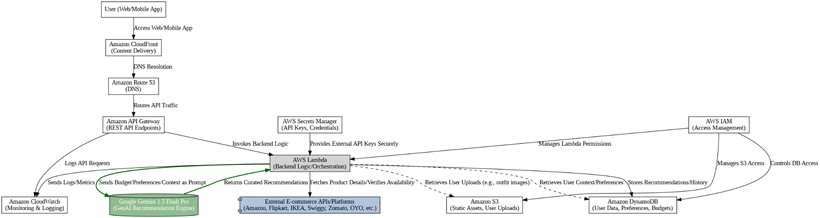 User (Web/Mobile App)
Access Web/Mobile App
Amazon CloudFront
(Content Delivery)
DNS Resolution
Amazon Route 53
(DNS)
Routes API Traffic
Amazon API Gateway
(REST API Endpoints)
AWS Secrets Manager
(API Keys, Credentials)
AWS IAM
(Access Management)
Invokes Backend Logic
Provides External API Keys Securely
Manages Lambda Permissions
Logs API Requests
AWS Lambda
(Backend Logic/Orchestration)
Manages S3 Access
Controls DB Access
Sends Logs/Metrics
Sends Budget/Preferences/Context as Prompt
Returns Curated Recommendations
Fetches Product Details/Verifies Availability
Retrieves User Uploads (e.g., outfit images)
Retrieves User Context/Preferences
Stores Recommendations/History
Amazon CloudWatch
(Monitoring & Logging)
Google Gemini 1.5 Flash Pro
(GenAI Recommendation Engine)
External E-commerce APIs/Platforms
(Amazon, Flipkart, IKEA, Swiggy, Zomato, OYO, etc.)
Amazon S3
(Static Assets, User Uploads)
Amazon DynamoDB
(User Data, Preferences, Budgets)